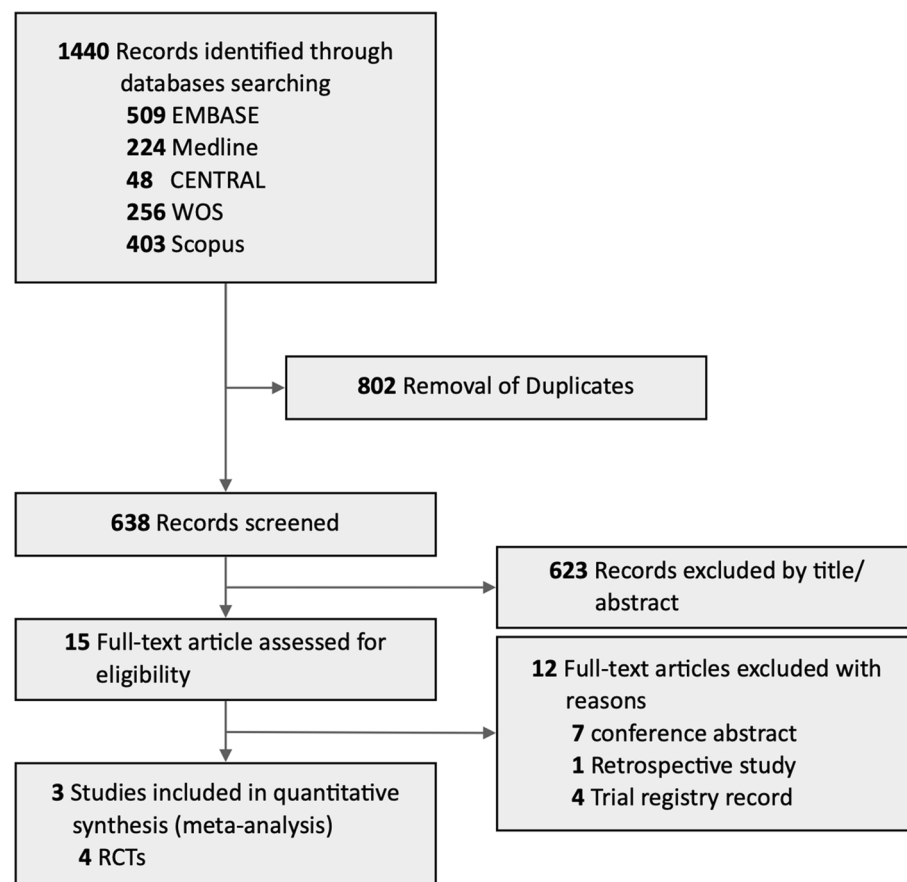 1440 Records identified through
databases searching
509 EMBASE
224 Medline
48 CENTRAL
256 WOS
403 Scopus
802 Removal of Duplicates
638 Records screened
623 Records excluded by title/
abstract
15 Full-text article assessed for
eligibility
12 Full-text articles excluded with
reasons
7 conference abstract
1 Retrospective study
4 Trial registry record
3 Studies included in quantitative
synthesis (meta-analysis)
4 RCTs